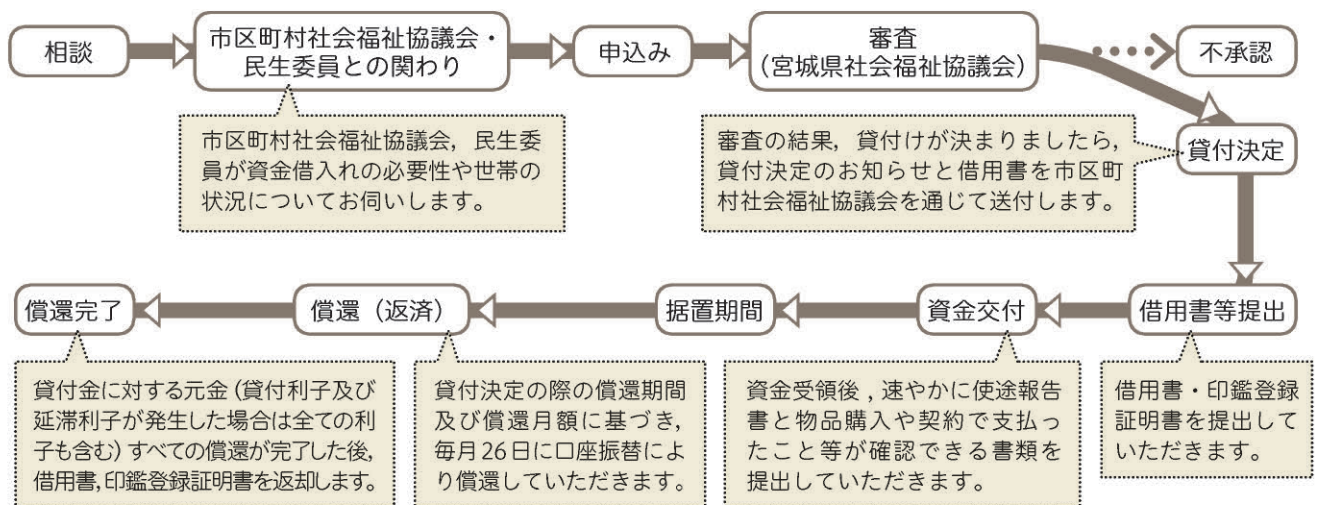 相談
市区町村社会福祉協議会・
民生委員との関わり
申込み
審査
(宮城県社会福祉協議会)
不承認
市区町村社会福祉協議会,民生委
員が資金借入れの必要性や世帯の
状況についてお伺いします。
審査の結果,貸付けが決まりましたら,
貸付決定のお知らせと借用書を市区町
村社会福祉協議会を通じて送付します。
貸付決定
償還完了
償還(返済)
据置期間
資金交付
借用書等提出
貸付金に対する元金(貸付利子及び
延滞利子が発生した場合は全ての利
子も含む)すべての償還が完了した後,
借用書,印鑑登録証明書を返却します。
貸付決定の際の償還期間
及び償還月額に基づき,
毎月26日に口座振替によ
り償還していただきます。
資金受領後,速やかに使途報告
書と物品購入や契約で支払っ
たこと等が確認できる書類を
提出していただきます。
借用書・印鑑登録
証明書を提出して
いただきます。